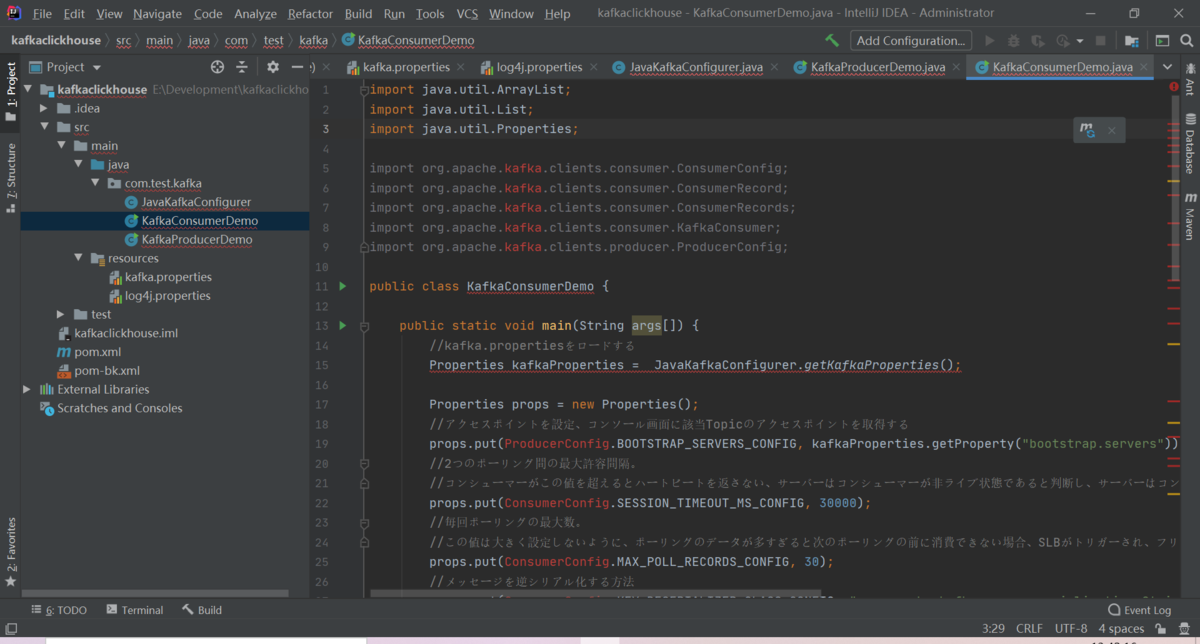 File Edit View Navigate Code Analyze Refactor Build Run Tools VCS Window Help kafkaclickhouse - KafkaConsumerDemo.java - IntelliJ IDEA - Administrator
kafkaclickhouse src main java com test kafka KafkaConsumerDemo Add Configuration...
Project kafka.properties log4j.properties JavaKafkaConfigurer.java KafkaProducerDemo.java KafkaConsumerDemo.java
1: Project
7: Structure
2: Favorites
kafkaclickhouse E:\Development\kafkaclickho
.idea
src
main
java
com.test.kafka
JavaKafkaConfigurer
KafkaConsumerDemo
KafkaProducerDemo
resources
kafka.properties
log4j.properties
test
kafkaclickhouse.iml
pom.xml
pom-bk.xml
External Libraries
Scratches and Consoles
1 import java.util.ArrayList;
2 import java.util.List;
3 import java.util.Properties;
4
5 import org.apache.kafka.clients.consumer.ConsumerConfig;
6 import org.apache.kafka.clients.consumer.ConsumerRecord;
7 import org.apache.kafka.clients.consumer.ConsumerRecords;
8 import org.apache.kafka.clients.consumer.KafkaConsumer;
9 import org.apache.kafka.clients.producer.ProducerConfig;
10
11 public class KafkaConsumerDemo {
12
13 public static void main(String args[]) {
14 //kafka.propertiesをロードする
15 Properties kafkaProperties = JavaKafkaConfigurer.getKafkaProperties();
16
17 Properties props = new Properties();
18 //アクセスポイントを設定、コンソール画面に該当Topicのアクセスポイントを取得する
19 props.put(ProducerConfig.BOOTSTRAP_SERVERS_CONFIG, kafkaProperties.getProperty("bootstrap.servers"))
20 //2つのポーリング間の最大許容間隔。
21 //コンシューマーがこの値を超えるとハートビートを返きない、サーバーはコンシューマーが非ライブ状態であると判断し、サーバーはコン
22 props.put(ConsumerConfig.SESSION_TIMEOUT_MS_CONFIG, 30000);
23 //毎回ポーリングの最大数。
24 //この値は大きく設定しないように、ポーリングのデータが多すぎると次のポーリングの前に消費できない場合、SLBがトリガーされ、フリ
25 props.put(ConsumerConfig.MAX_POLL_RECORDS_CONFIG, 30);
26 //メッセージを逆シリアル化する方法
Ant
Database
Maven
6: TODO Terminal Build Event Log
3:29 CRLF UTF-8 4 spaces